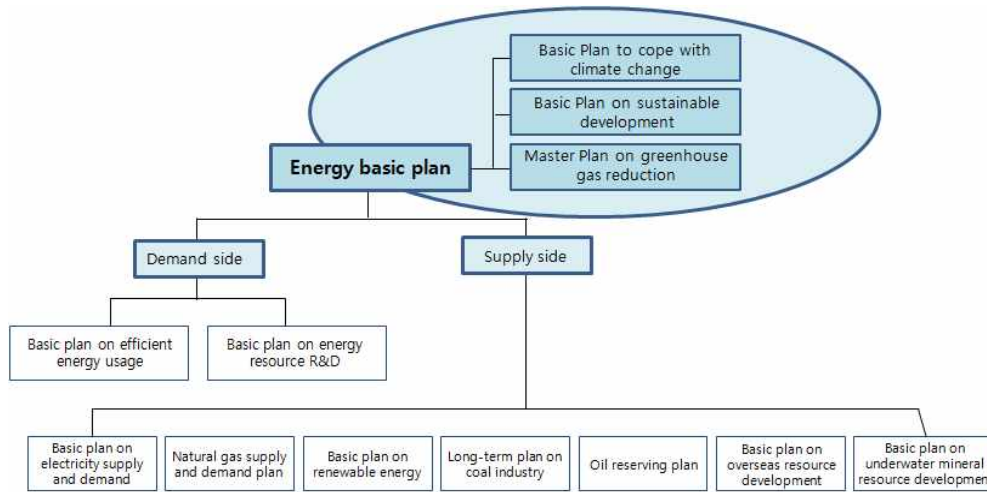 Basic Plan to cope with
climate change
Basic Plan on sustainable
development
Energy basic plan
Master Plan on greenhouse
gas reduction
Demand side
Supply side
Basic plan on efficient
energy usage
Basic plan on energy
resource R&D
Basic plan on
electricity supply
and demand
Natural gas supply
and demand plan
Basic plan on
renewable energy
Long-term plan on
coal industry
Oil reserving plan
Basic plan on
overseas resource
development
Basic plan on
underwater mineral
resource development